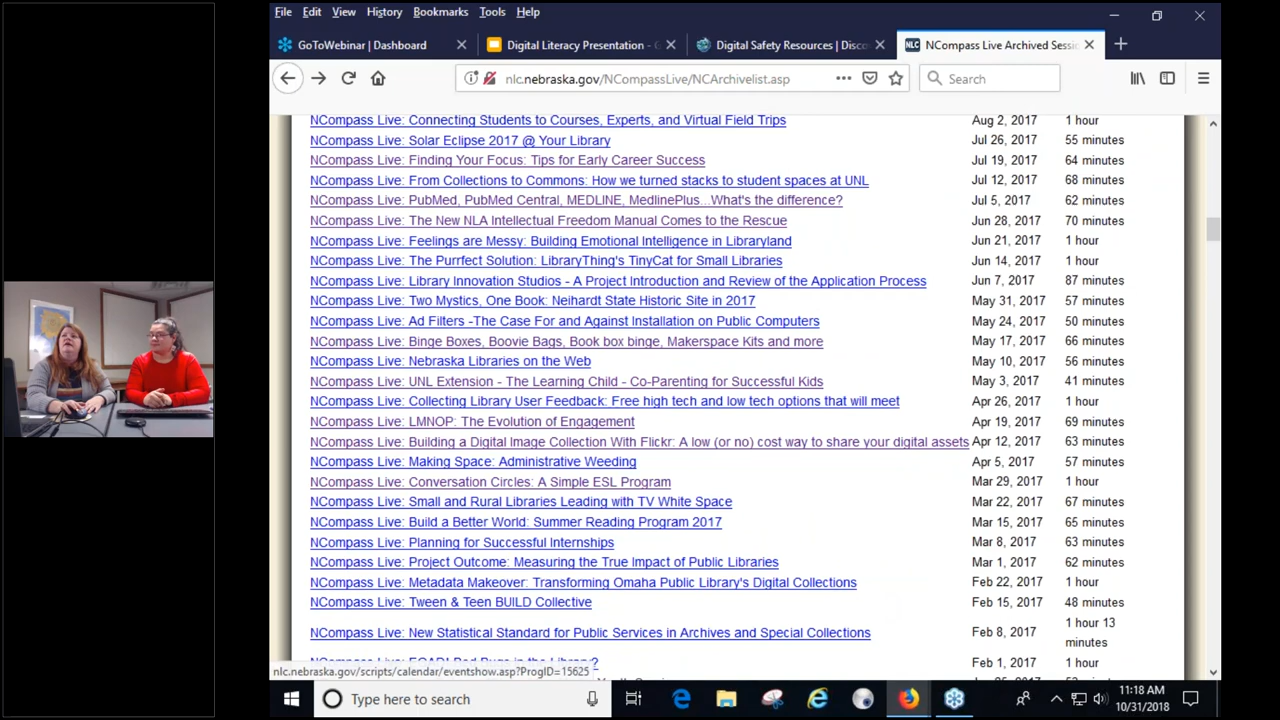 File Edit View History Bookmarks Tools Help
GoToWebinar | Dashboard
Digital Literacy Presentation - G
Digital Safety Resources | Disco
NLC NCompass Live Archived Sessi
nlc.nebraska.gov/NCompassLive/NCArchivelist.asp
Search
NCompass Live: Connecting Students to Courses, Experts, and Virtual Field Trips Aug 2, 2017 1 hour
NCompass Live: Solar Eclipse 2017 @ Your Library Jul 26, 2017 55 minutes
NCompass Live: Finding Your Focus: Tips for Early Career Success Jul 19, 2017 64 minutes
NCompass Live: From Collections to Commons: How we turned stacks to student spaces at UNL Jul 12, 2017 68 minutes
NCompass Live: PubMed, PubMed Central, MEDLINE, MedlinePlus...What's the difference? Jul 5, 2017 62 minutes
NCompass Live: The New NLA Intellectual Freedom Manual Comes to the Rescue Jun 28, 2017 70 minutes
NCompass Live: Feelings are Messy: Building Emotional Intelligence in Libraryland Jun 21, 2017 1 hour
NCompass Live: The Purrfect Solution: LibraryThing's TinyCat for Small Libraries Jun 14, 2017 1 hour
NCompass Live: Library Innovation Studios - A Project Introduction and Review of the Application Process Jun 7, 2017 87 minutes
NCompass Live: Two Mystics, One Book: Neihardt State Historic Site in 2017 May 31, 2017 57 minutes
NCompass Live: Ad Filters -The Case For and Against Installation on Public Computers May 24, 2017 50 minutes
NCompass Live: Binge Boxes, Boovie Bags, Book box binge, Makerspace Kits and more May 17, 2017 66 minutes
NCompass Live: Nebraska Libraries on the Web May 10, 2017 56 minutes
NCompass Live: UNL Extension - The Learning Child - Co-Parenting for Successful Kids May 3, 2017 41 minutes
NCompass Live: Collecting Library User Feedback: Free high tech and low tech options that will meet Apr 26, 2017 1 hour
NCompass Live: LMNOP: The Evolution of Engagement Apr 19, 2017 69 minutes
NCompass Live: Building a Digital Image Collection With Flickr: A low (or no) cost way to share your digital assets Apr 12, 2017 63 minutes
NCompass Live: Making Space: Administrative Weeding Apr 5, 2017 57 minutes
NCompass Live: Conversation Circles: A Simple ESL Program Mar 29, 2017 1 hour
NCompass Live: Small and Rural Libraries Leading with TV White Space Mar 22, 2017 67 minutes
NCompass Live: Build a Better World: Summer Reading Program 2017 Mar 15, 2017 65 minutes
NCompass Live: Planning for Successful Internships Mar 8, 2017 63 minutes
NCompass Live: Project Outcome: Measuring the True Impact of Public Libraries Mar 1, 2017 62 minutes
NCompass Live: Metadata Makeover: Transforming Omaha Public Library's Digital Collections Feb 22, 2017 1 hour
NCompass Live: Tween & Teen BUILD Collective Feb 15, 2017 48 minutes
NCompass Live: New Statistical Standard for Public Services in Archives and Special Collections Feb 8, 2017 1 hour 13
minutes
Feb 1, 2017 1 hour
nlc.nebraska.gov/scripts/calendar/eventshow.asp?ProgID=15625
Type here to search
11:18 AM
10/31/2018